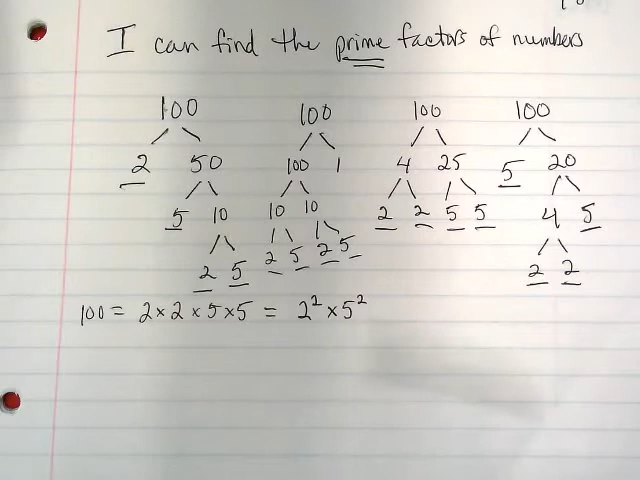 I can find the prime factors of numbers
100 100 100 100
2 50 100 1 4 25 5 20
5 10 10 10 2 2 5 5 4 5
2 5 2 5 2 5 2 2
100 = 2 × 2 × 5 × 5 = 2² × 5²